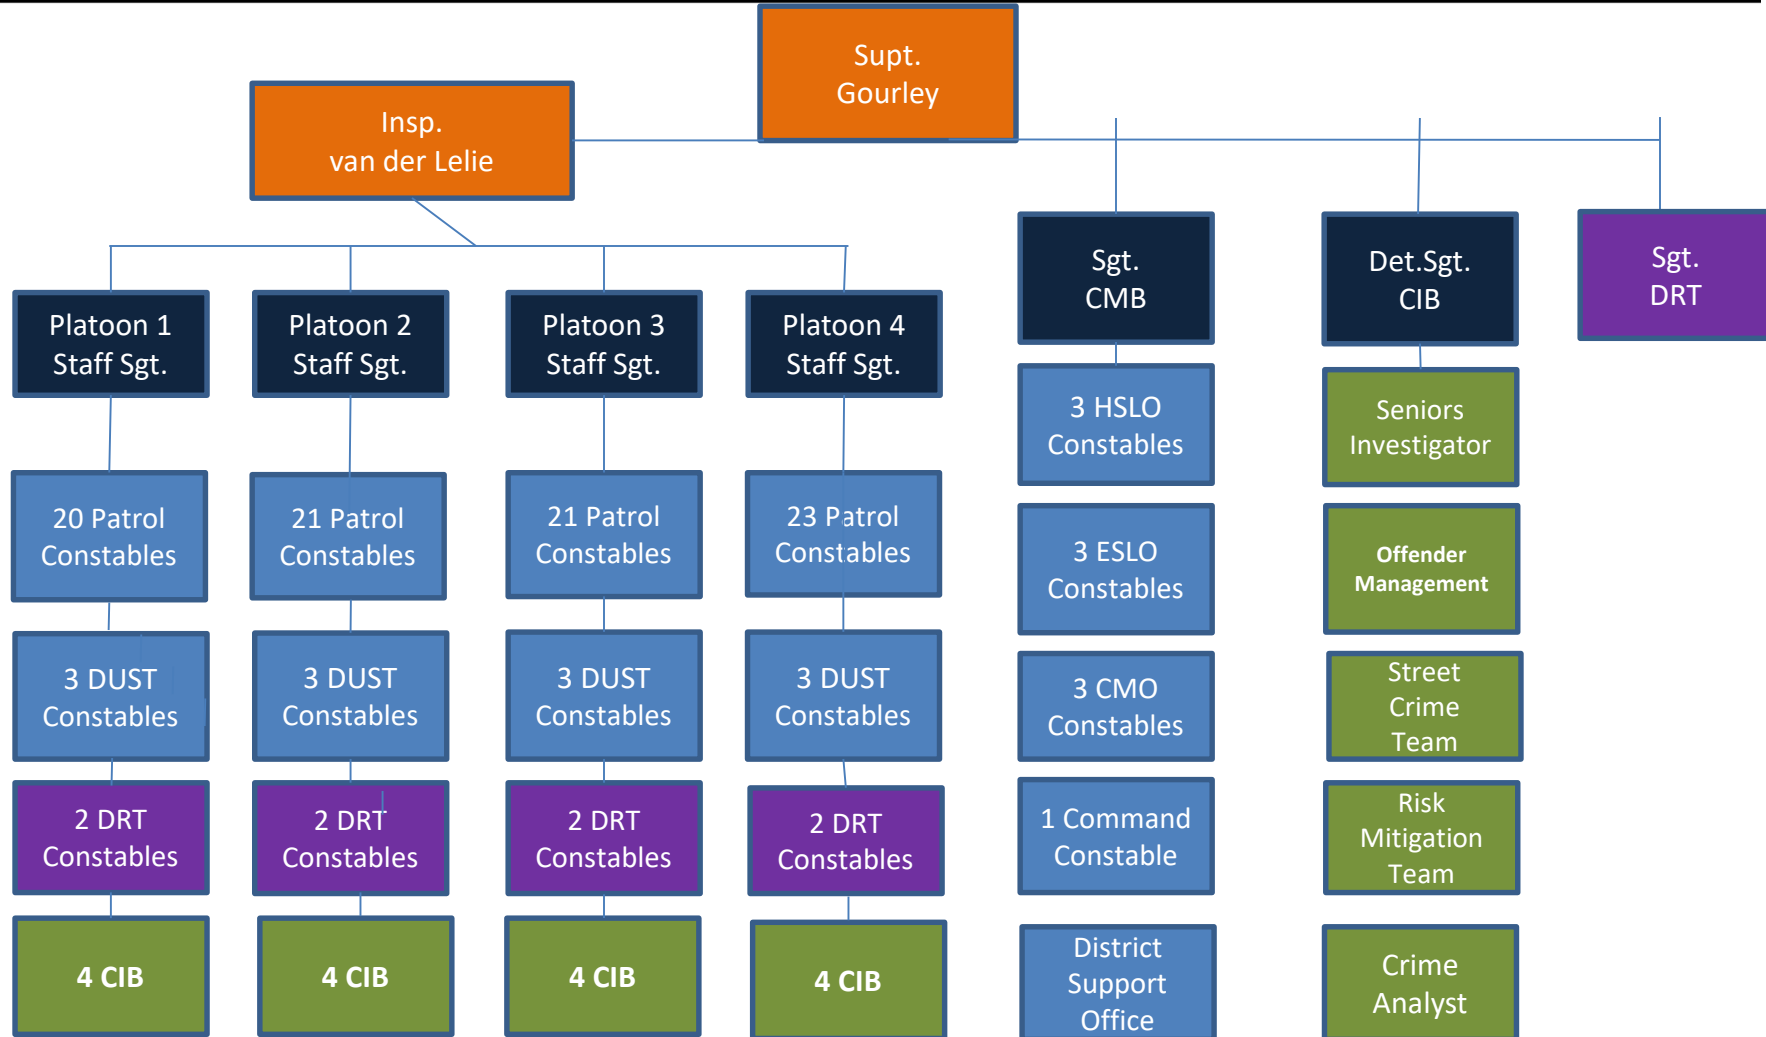 Supt.
Gourley
Insp.
van der Lelie
Platoon 1
Staff Sgt.
20 Patrol
Constables
3 DUST
Constables
2 DRT
Constables
4 CIB
Platoon 2
Staff Sgt.
21 Patrol
Constables
3 DUST
Constables
2 DRT
Constables
4 CIB
Platoon 3
Staff Sgt.
21 Patrol
Constables
3 DUST
Constables
2 DRT
Constables
4 CIB
Platoon 4
Staff Sgt.
23 Patrol
Constables
3 DUST
Constables
2 DRT
Constables
4 CIB
Sgt.
CMB
3 HSLO
Constables
3 ESLO
Constables
3 CMO
Constables
1 Command
Constable
District
Support
Office
Det.Sgt.
CIB
Seniors
Investigator
Offender
Management
Street
Crime
Team
Risk
Mitigation
Team
Crime
Analyst
Sgt.
DRT